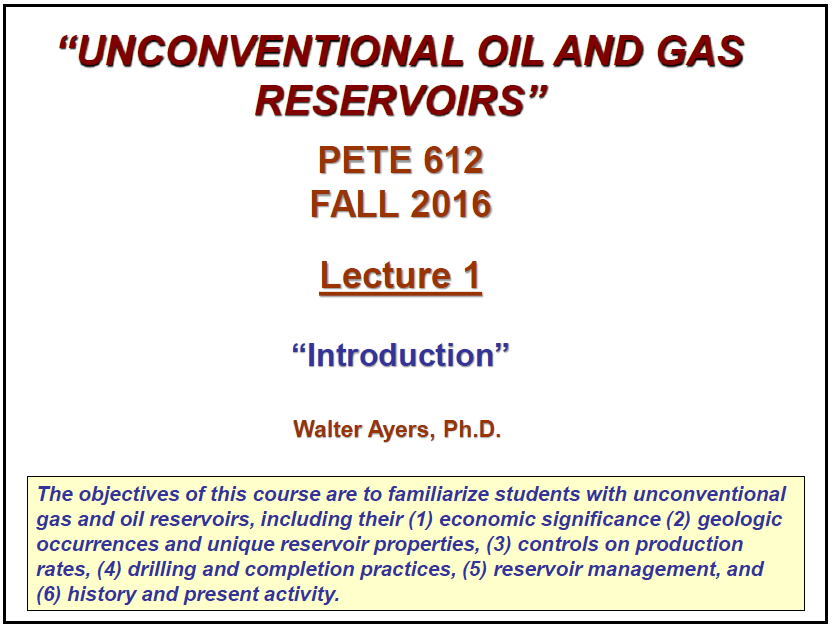 “UNCONVENTIONAL OIL AND GAS
RESERVOIRS”
PETE 612
FALL 2016
Lecture 1
“Introduction”
Walter Ayers, Ph.D.
The objectives of this course are to familiarize students with unconventional
gas and oil reservoirs, including their (1) economic significance (2) geologic
occurrences and unique reservoir properties, (3) controls on production
rates, (4) drilling and completion practices, (5) reservoir management, and
(6) history and present activity.